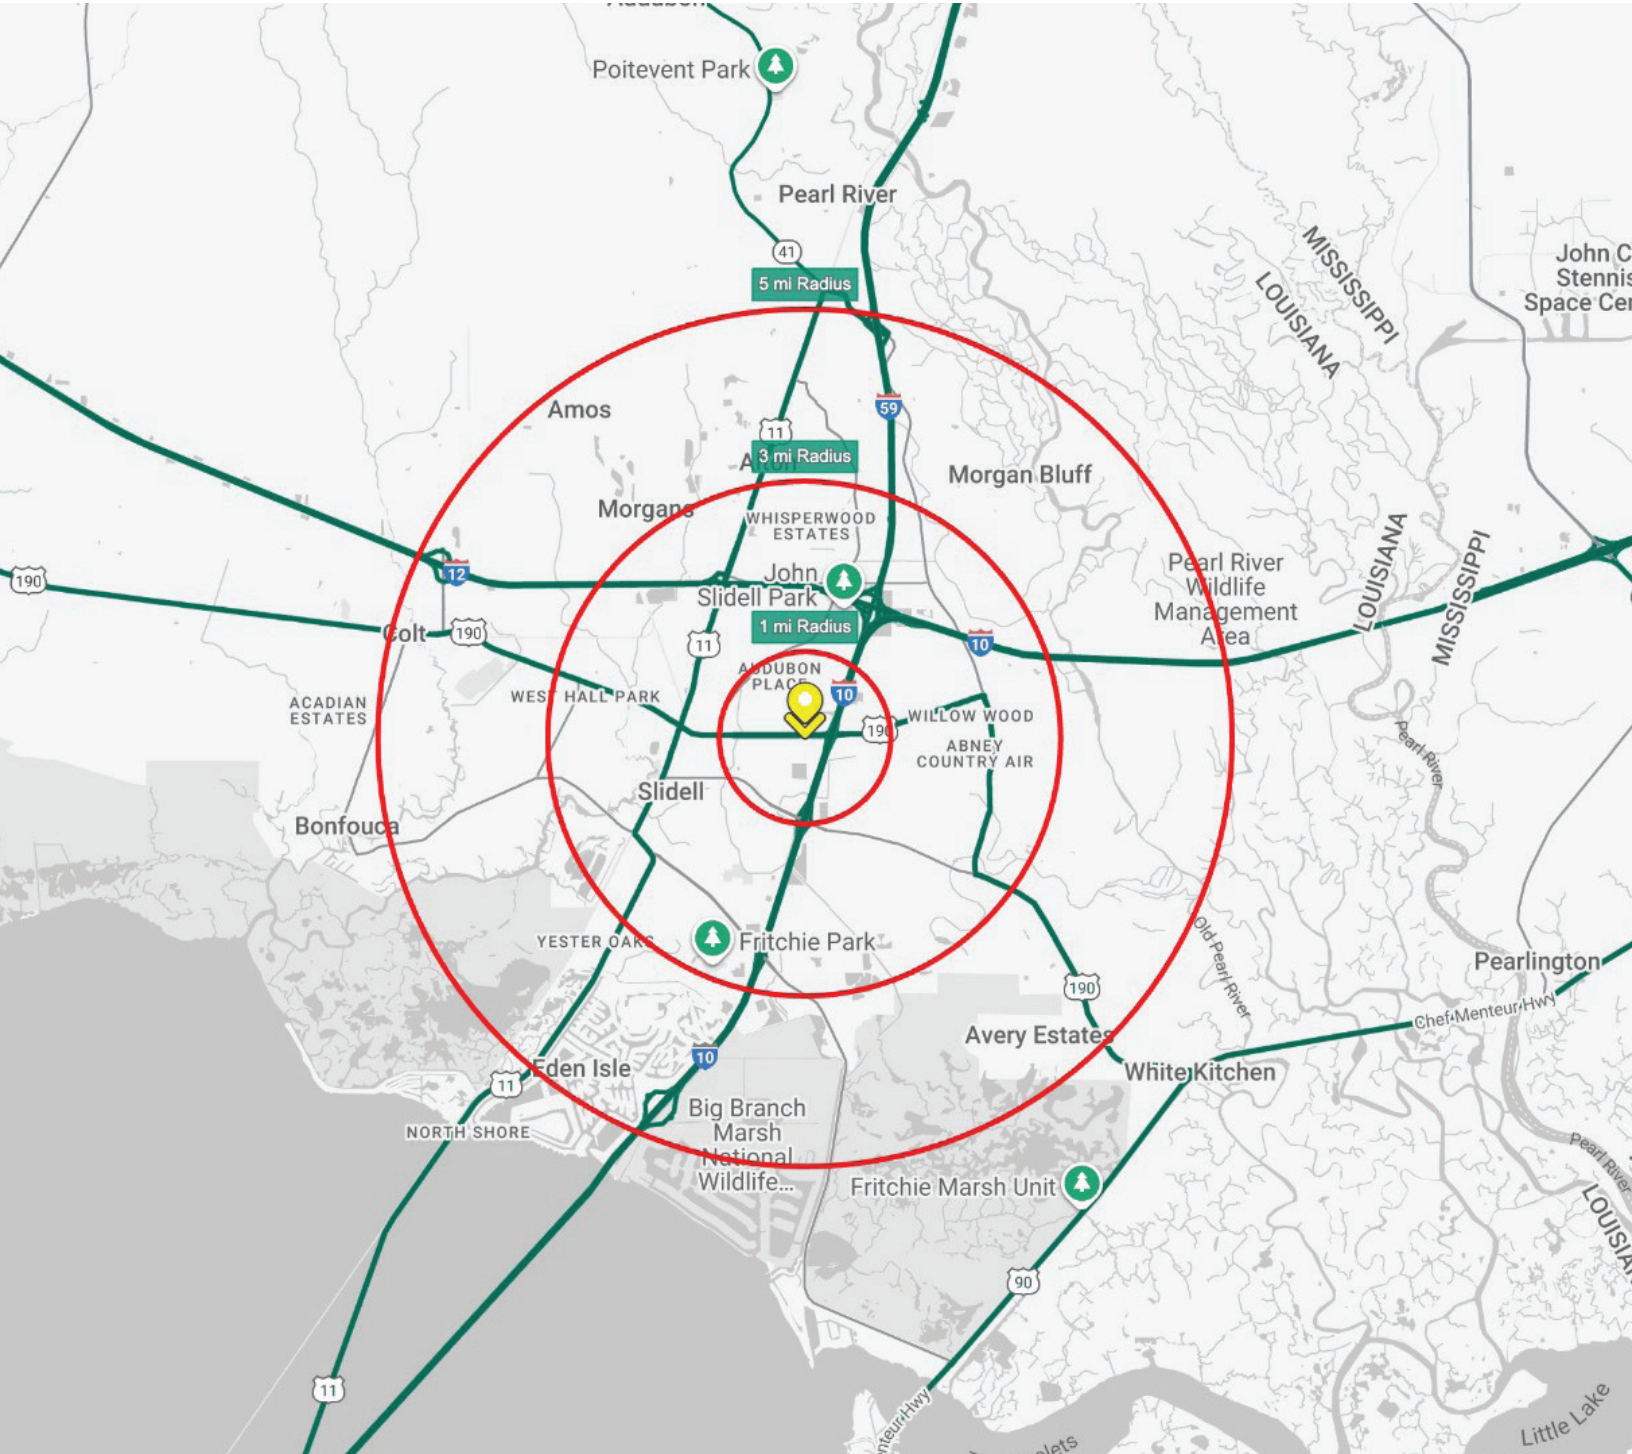 Audubon
Poitevent Park
Pearl River
41
5 mi Radius
MISSISSIPPI
LOUISIANA
John C
Stennis
Space Cen
59
Amos
11
3 mi Radius
Alton
Morgan Bluff
Morgans
WHISPERWOOD
ESTATES
LOUISIANA
MISSISSIPPI
190
12
John
Slidell Park
Pearl River
Wildlife
Management
Area
1 mi Radius
Colt
190
11
10
AUDUBON
PLACE
10
WEST HALL PARK
ACADIAN
ESTATES
190
WILLOW WOOD
ABNEY
COUNTRY AIR
Pearl River
Slidell
Bonfouca
YESTER OAKS
Fritchie Park
Old Pearl River
Pearlington
190
Chef Menteur Hwy
Avery Estates
10
Eden Isle
11
White Kitchen
NORTH SHORE
Big Branch
Marsh
National
Wildlife...
Pearl River
Fritchie Marsh Unit
LOUISIAN
90
11
nteur Hwy
Little Lake